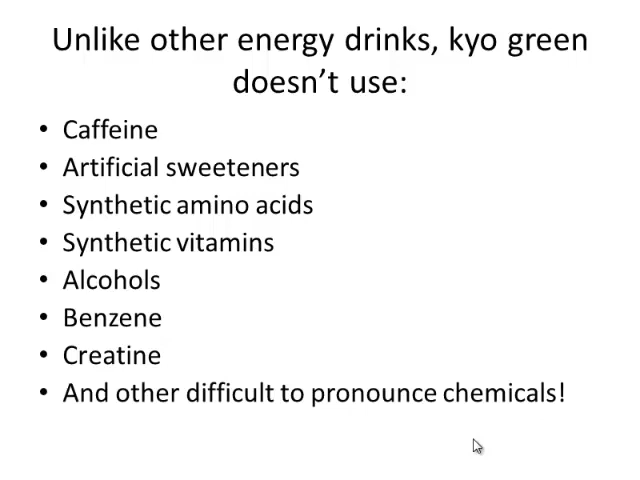 Unlike other energy drinks, kyo green
doesn’t use:
• Caffeine
• Artificial sweeteners
• Synthetic amino acids
• Synthetic vitamins
• Alcohols
• Benzene
• Creatine
• And other difficult to pronounce chemicals!